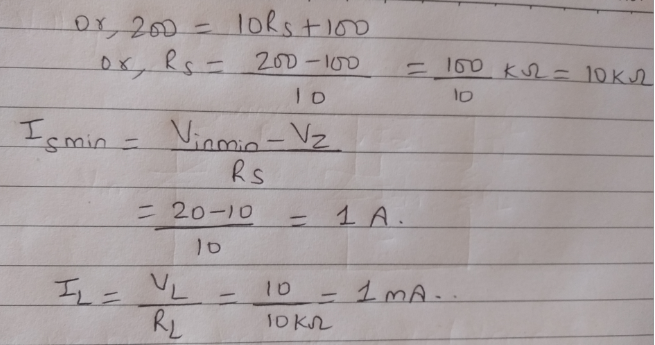 or, 200 = 10Rs + 100
or, Rs = (200 - 100)/10 = 100/10 KΩ = 10KΩ
Ismin = (Vinmin - VZ)/Rs
= (20 - 10)/10 = 1 A.
IL = VL/RL = 10/10KΩ = 1 mA..